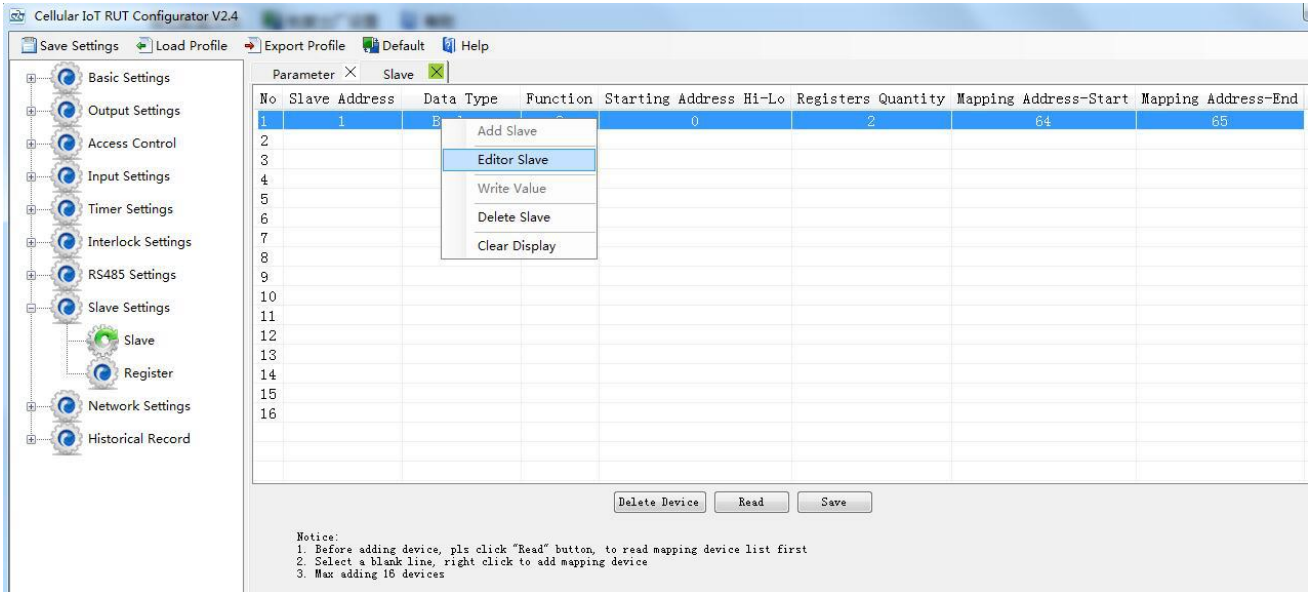 Cellular IoT RUT Configurator V2.4
Save Settings Load Profile Export Profile Default Help
Basic Settings
Output Settings
Access Control
Input Settings
Timer Settings
Interlock Settings
RS485 Settings
Slave Settings
Slave
Register
Network Settings
Historical Record
Parameter Slave
No Slave Address Data Type Function Starting Address Hi-Lo Registers Quantity Mapping Address-Start Mapping Address-End
1 1 0 2 64 65
2
3
4
5
6
7
8
9
10
11
12
13
14
15
16
Add Slave
Editor Slave
Write Value
Delete Slave
Clear Display
Delete Device Read Save
Notice:
1. Before adding device, pls click "Read" button, to read mapping device list first
2. Select a blank line, right click to add mapping device
3. Max adding 16 devices